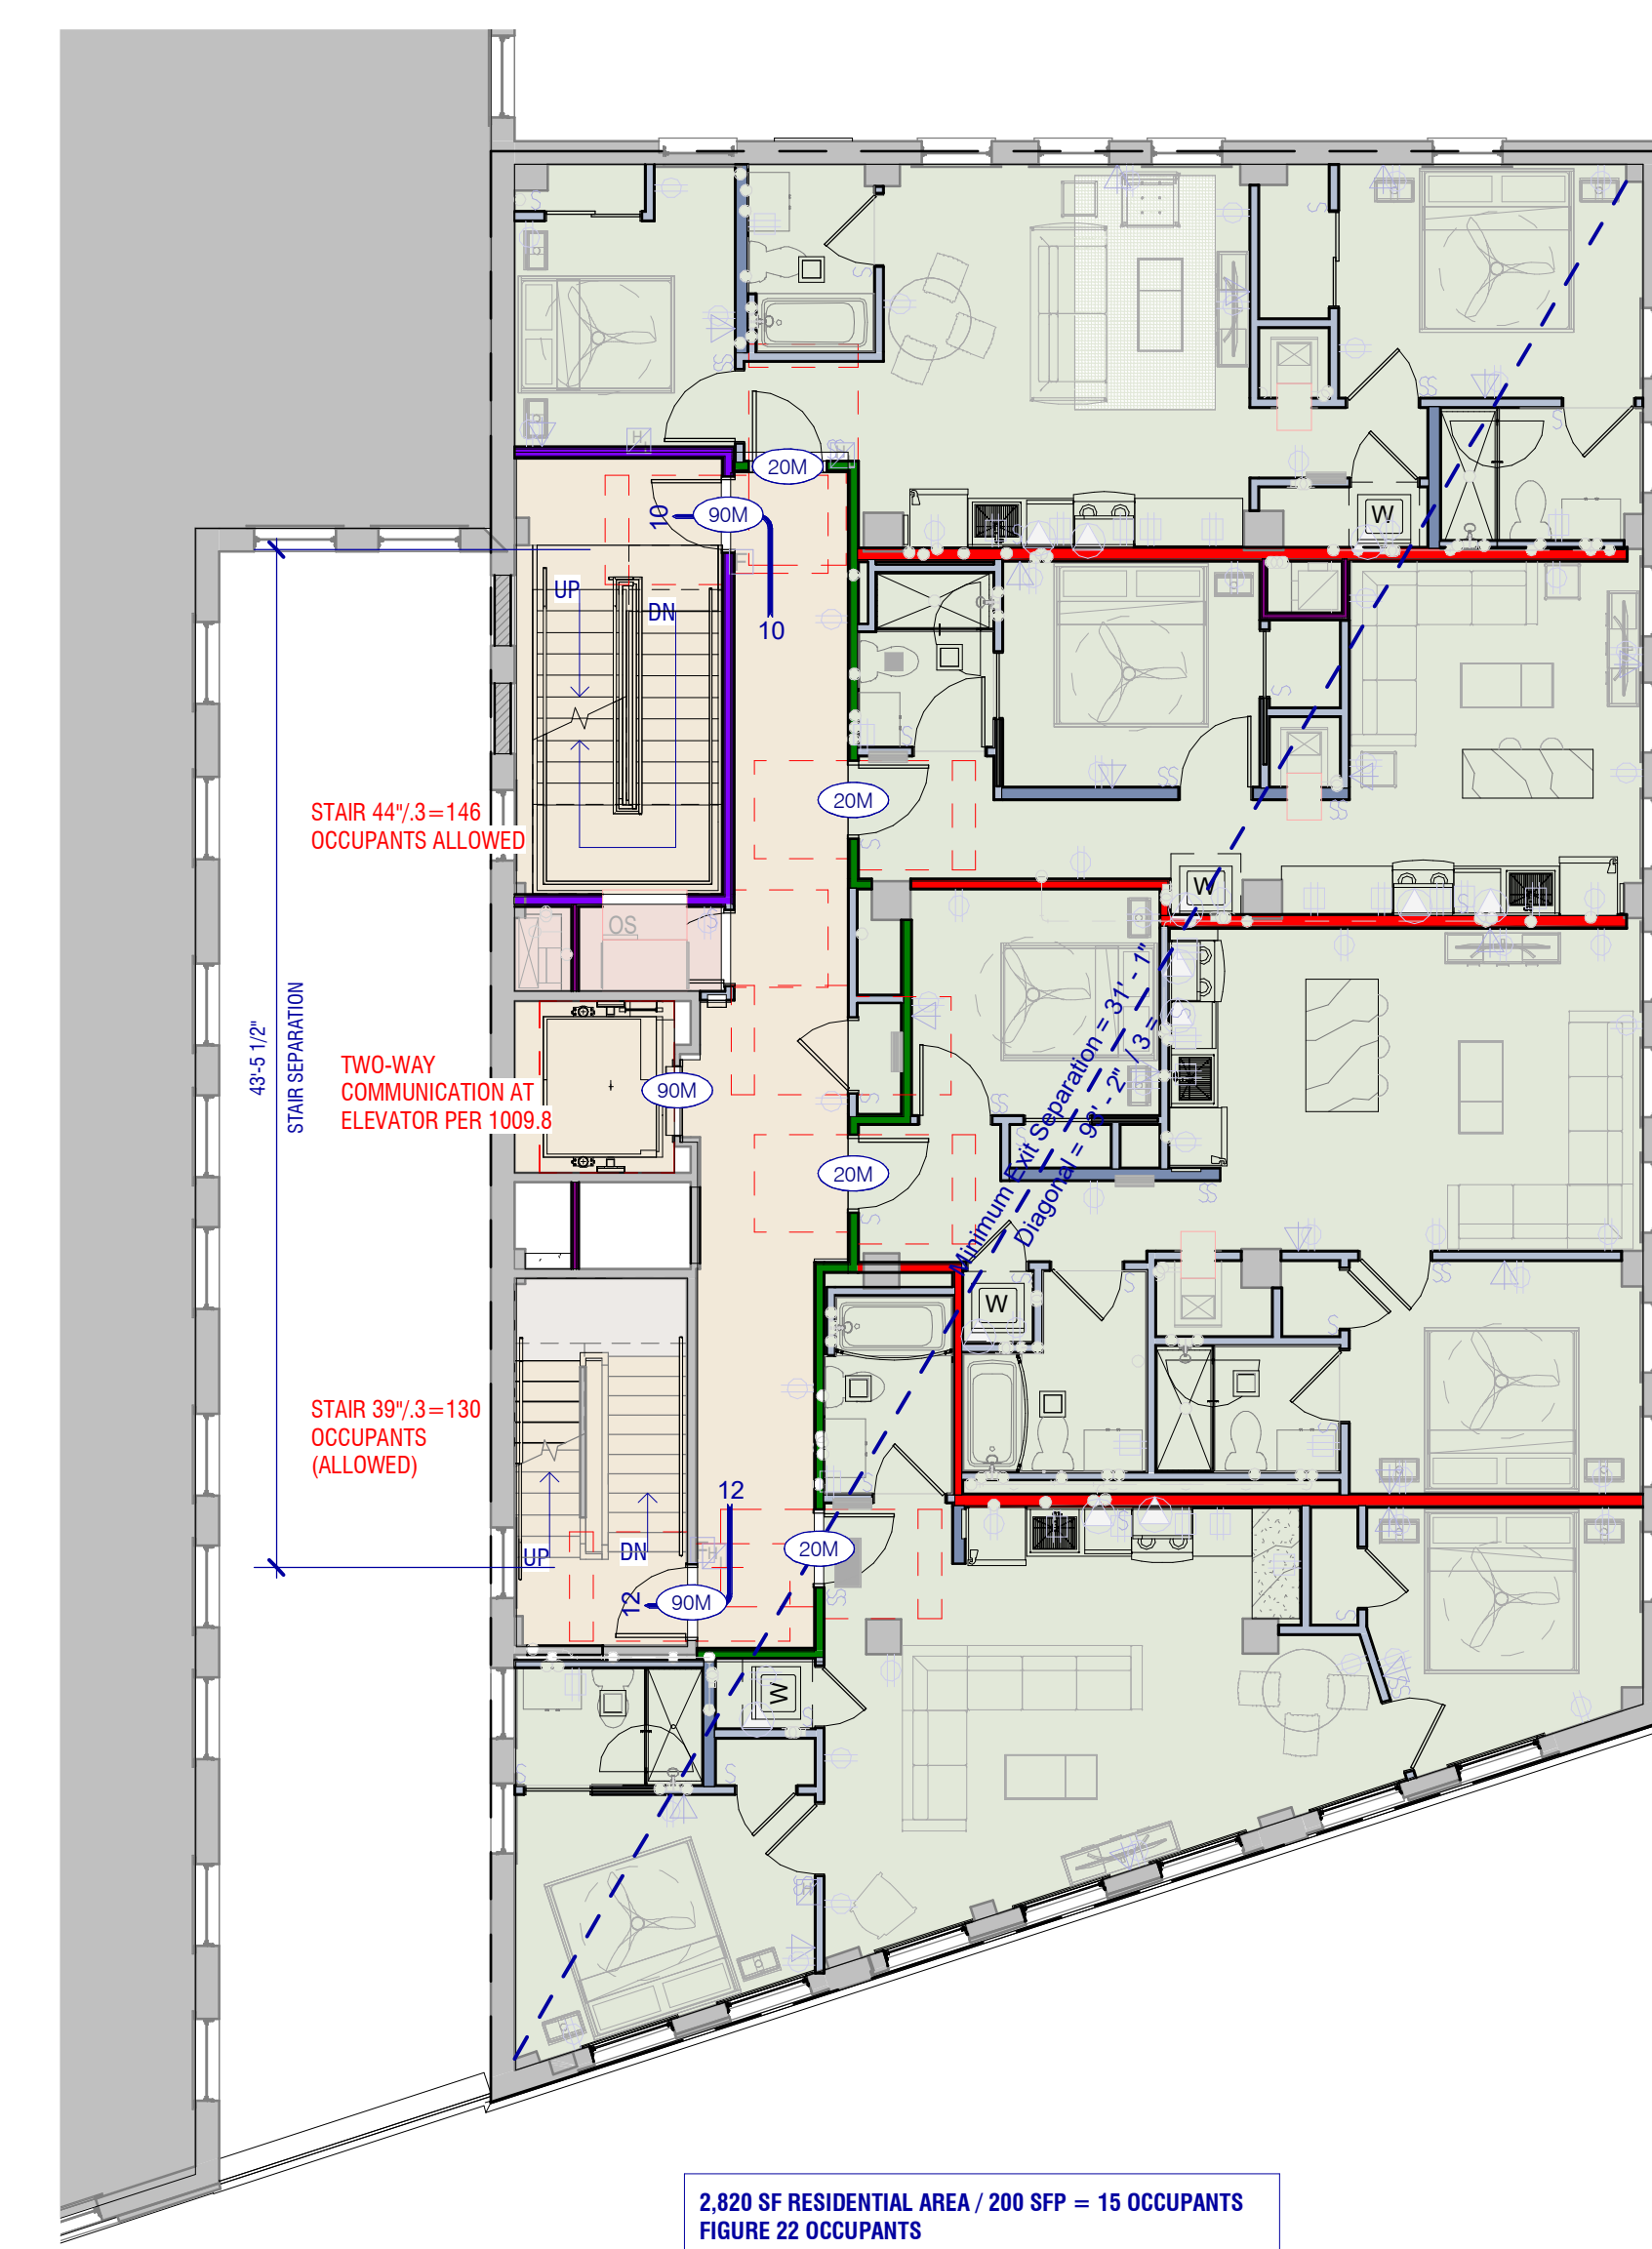 20M
90M
10
10
UP
DN
20M
STAIR 44"/.3=146
OCCUPANTS ALLOWED
W
W
OS
43'-5 1/2"
STAIR SEPARATION
TWO-WAY
COMMUNICATION AT
ELEVATOR PER 1009.8
90M
Minimum Exit Separation = 31' - 1"
Diagonal = 93' - 2" / 3 =
20M
W
STAIR 39"/.3=130
OCCUPANTS
(ALLOWED)
12
UP
DN
20M
12
90M
W
2,820 SF RESIDENTIAL AREA / 200 SFP = 15 OCCUPANTS
FIGURE 22 OCCUPANTS